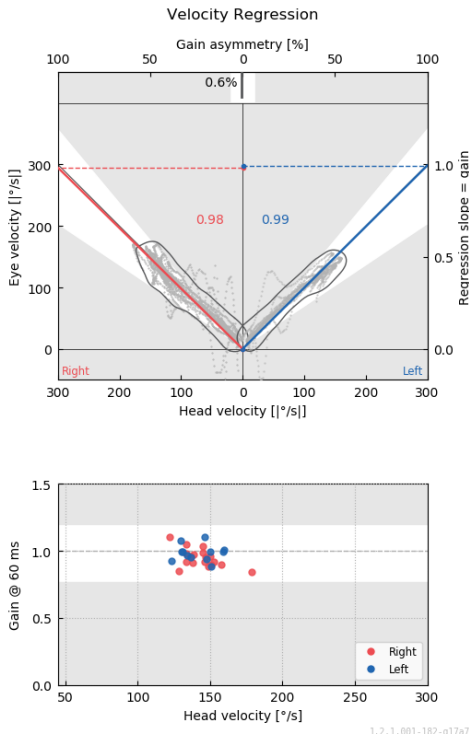 Velocity Regression
Gain asymmetry [%]
100 50 0 50 100
0.6%
Eye velocity [|°/s|]
300
200
100
0
0.98 0.99
1.0
0.5
0.0
Regression slope = gain
Right Left
300 200 100 0 100 200 300
Head velocity [|°/s|]
Gain @ 60 ms
1.5
1.0
0.5
0.0
Right
Left
50 100 150 200 250 300
Head velocity [°/s]